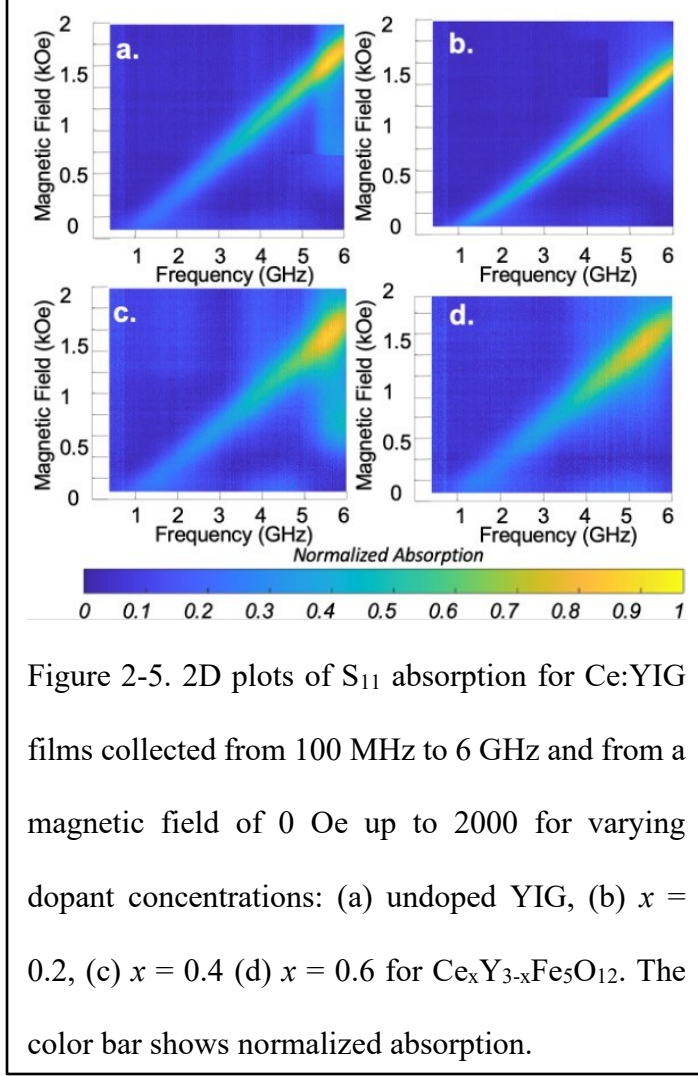 a.
2
1.5
1
0.5
0
Magnetic Field (kOe)
1 2 3 4 5 6
Frequency (GHz)
b.
2
1.5
1
0.5
0
Magnetic Field (kOe)
1 2 3 4 5 6
Frequency (GHz)
c.
2
1.5
1
0.5
0
Magnetic Field (kOe)
1 2 3 4 5 6
Frequency (GHz)
d.
2
1.5
1
0.5
0
Magnetic Field (kOe)
1 2 3 4 5 6
Frequency (GHz)
Normalized Absorption
0 0.1 0.2 0.3 0.4 0.5 0.6 0.7 0.8 0.9 1
Figure 2-5. 2D plots of S₁₁ absorption for Ce:YIG
films collected from 100 MHz to 6 GHz and from a
magnetic field of 0 Oe up to 2000 for varying
dopant concentrations: (a) undoped YIG, (b) x =
0.2, (c) x = 0.4 (d) x = 0.6 for CeₓY₃₋ₓFe₅O₁₂. The
color bar shows normalized absorption.